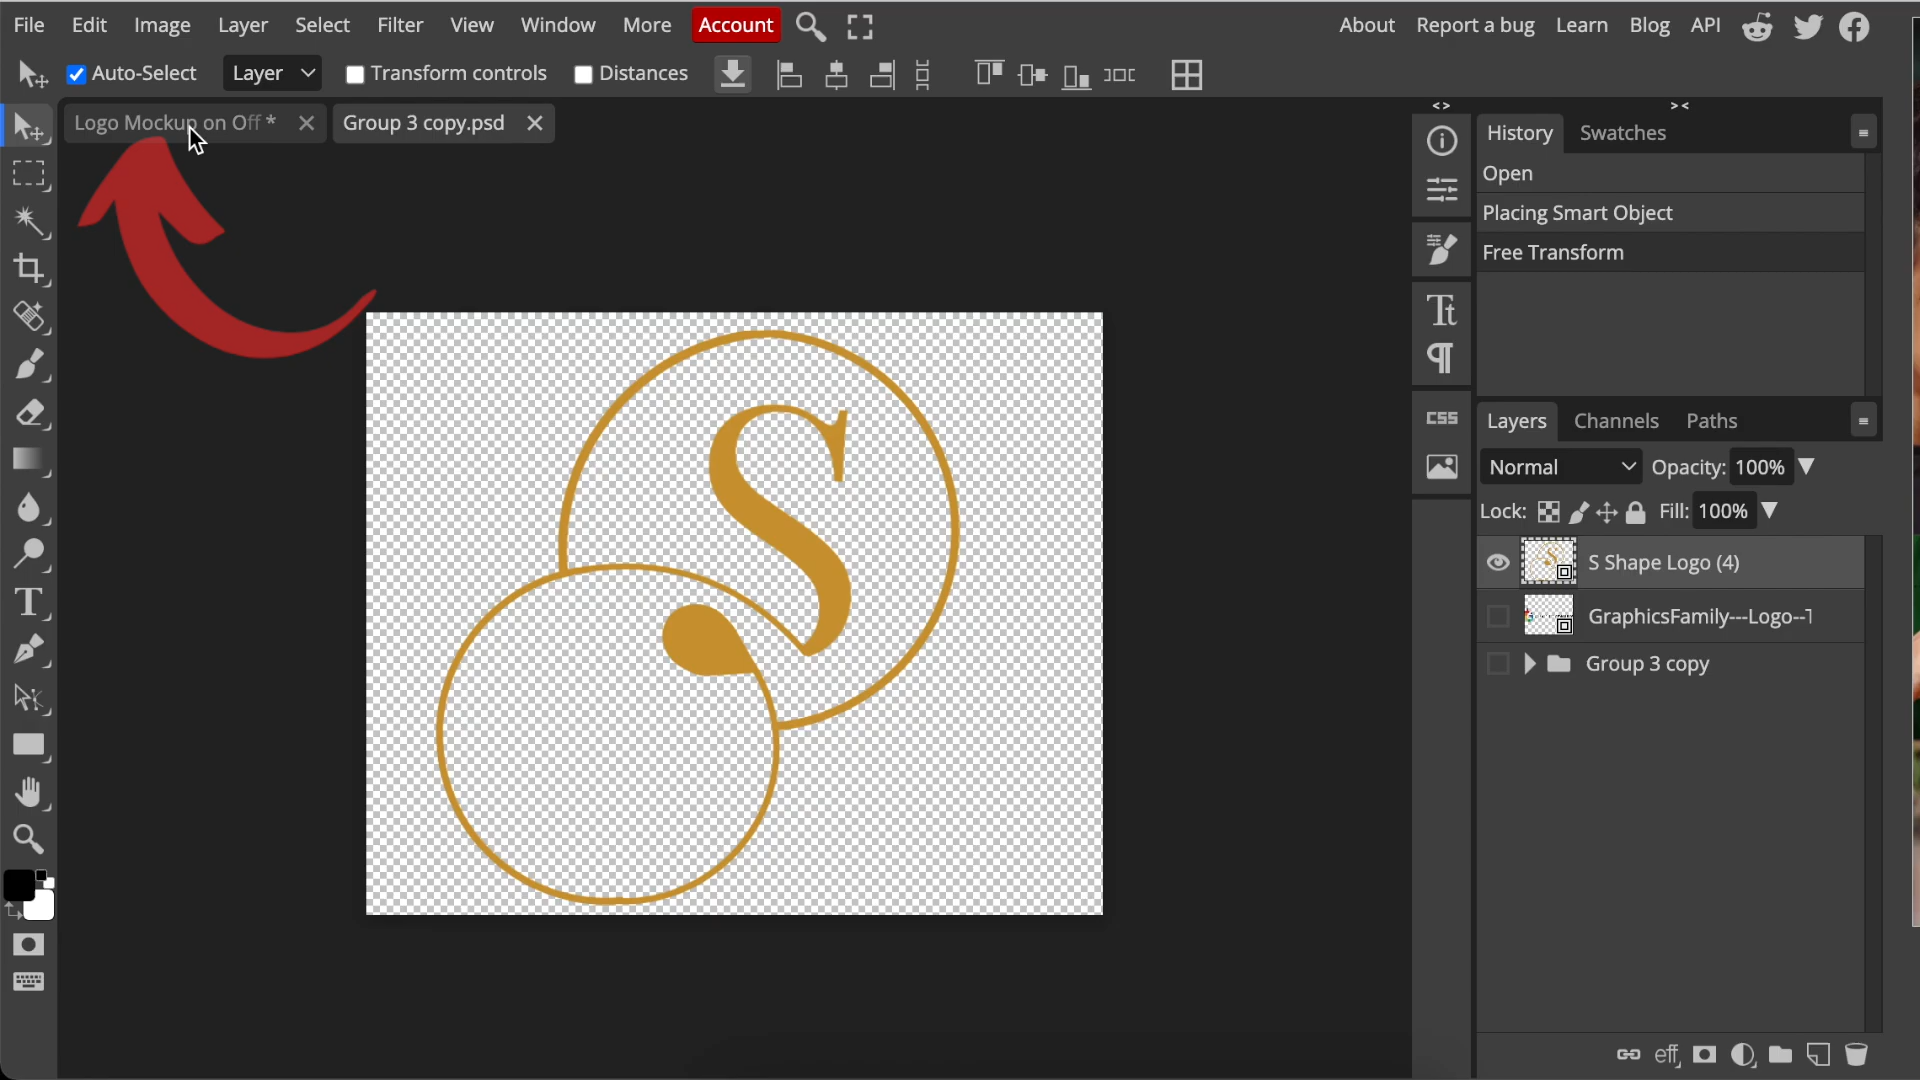 File Edit Image Layer Select Filter View Window More Account About Report a bug Learn Blog API
Auto-Select Layer Transform controls Distances
Logo Mockup on Off * Group 3 copy.psd
History Swatches
Open
Placing Smart Object
Free Transform
Layers Channels Paths
Normal Opacity: 100%
Lock: Fill: 100%
S Shape Logo (4)
GraphicsFamily---Logo--T
Group 3 copy
CSS
Tt
T
S
eff